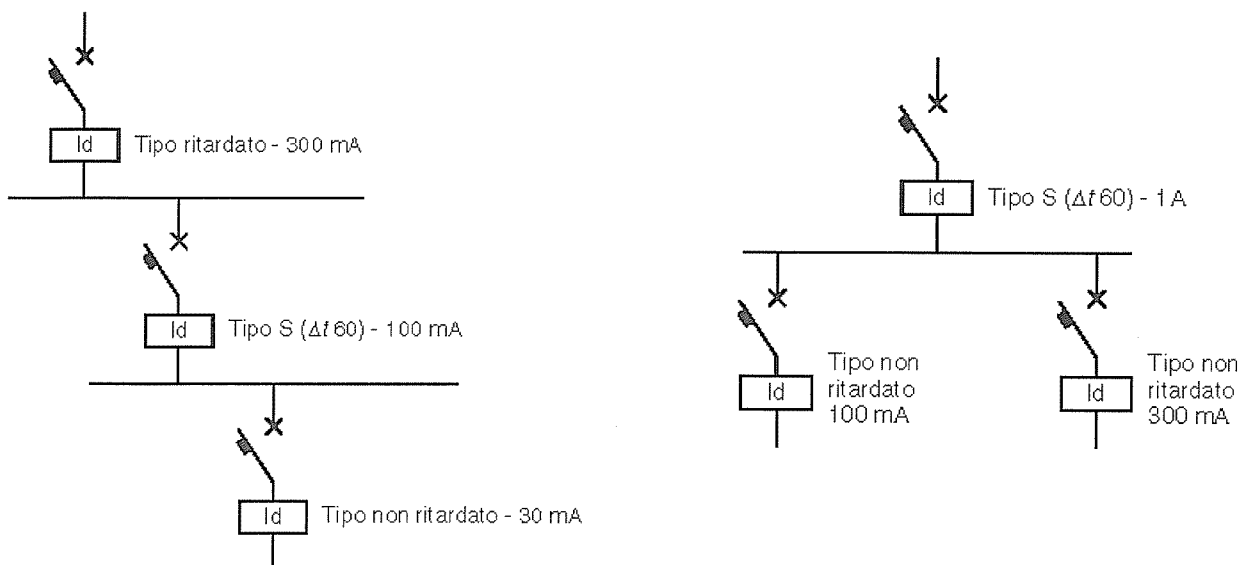 Id Tipo ritardato - 300 mA
Id Tipo S (Δt 60) - 100 mA
Id Tipo non ritardato - 30 mA
Id Tipo S (Δt 60) - 1 A
Id
Tipo non
ritardato
100 mA
Id
Tipo non
ritardato
300 mA